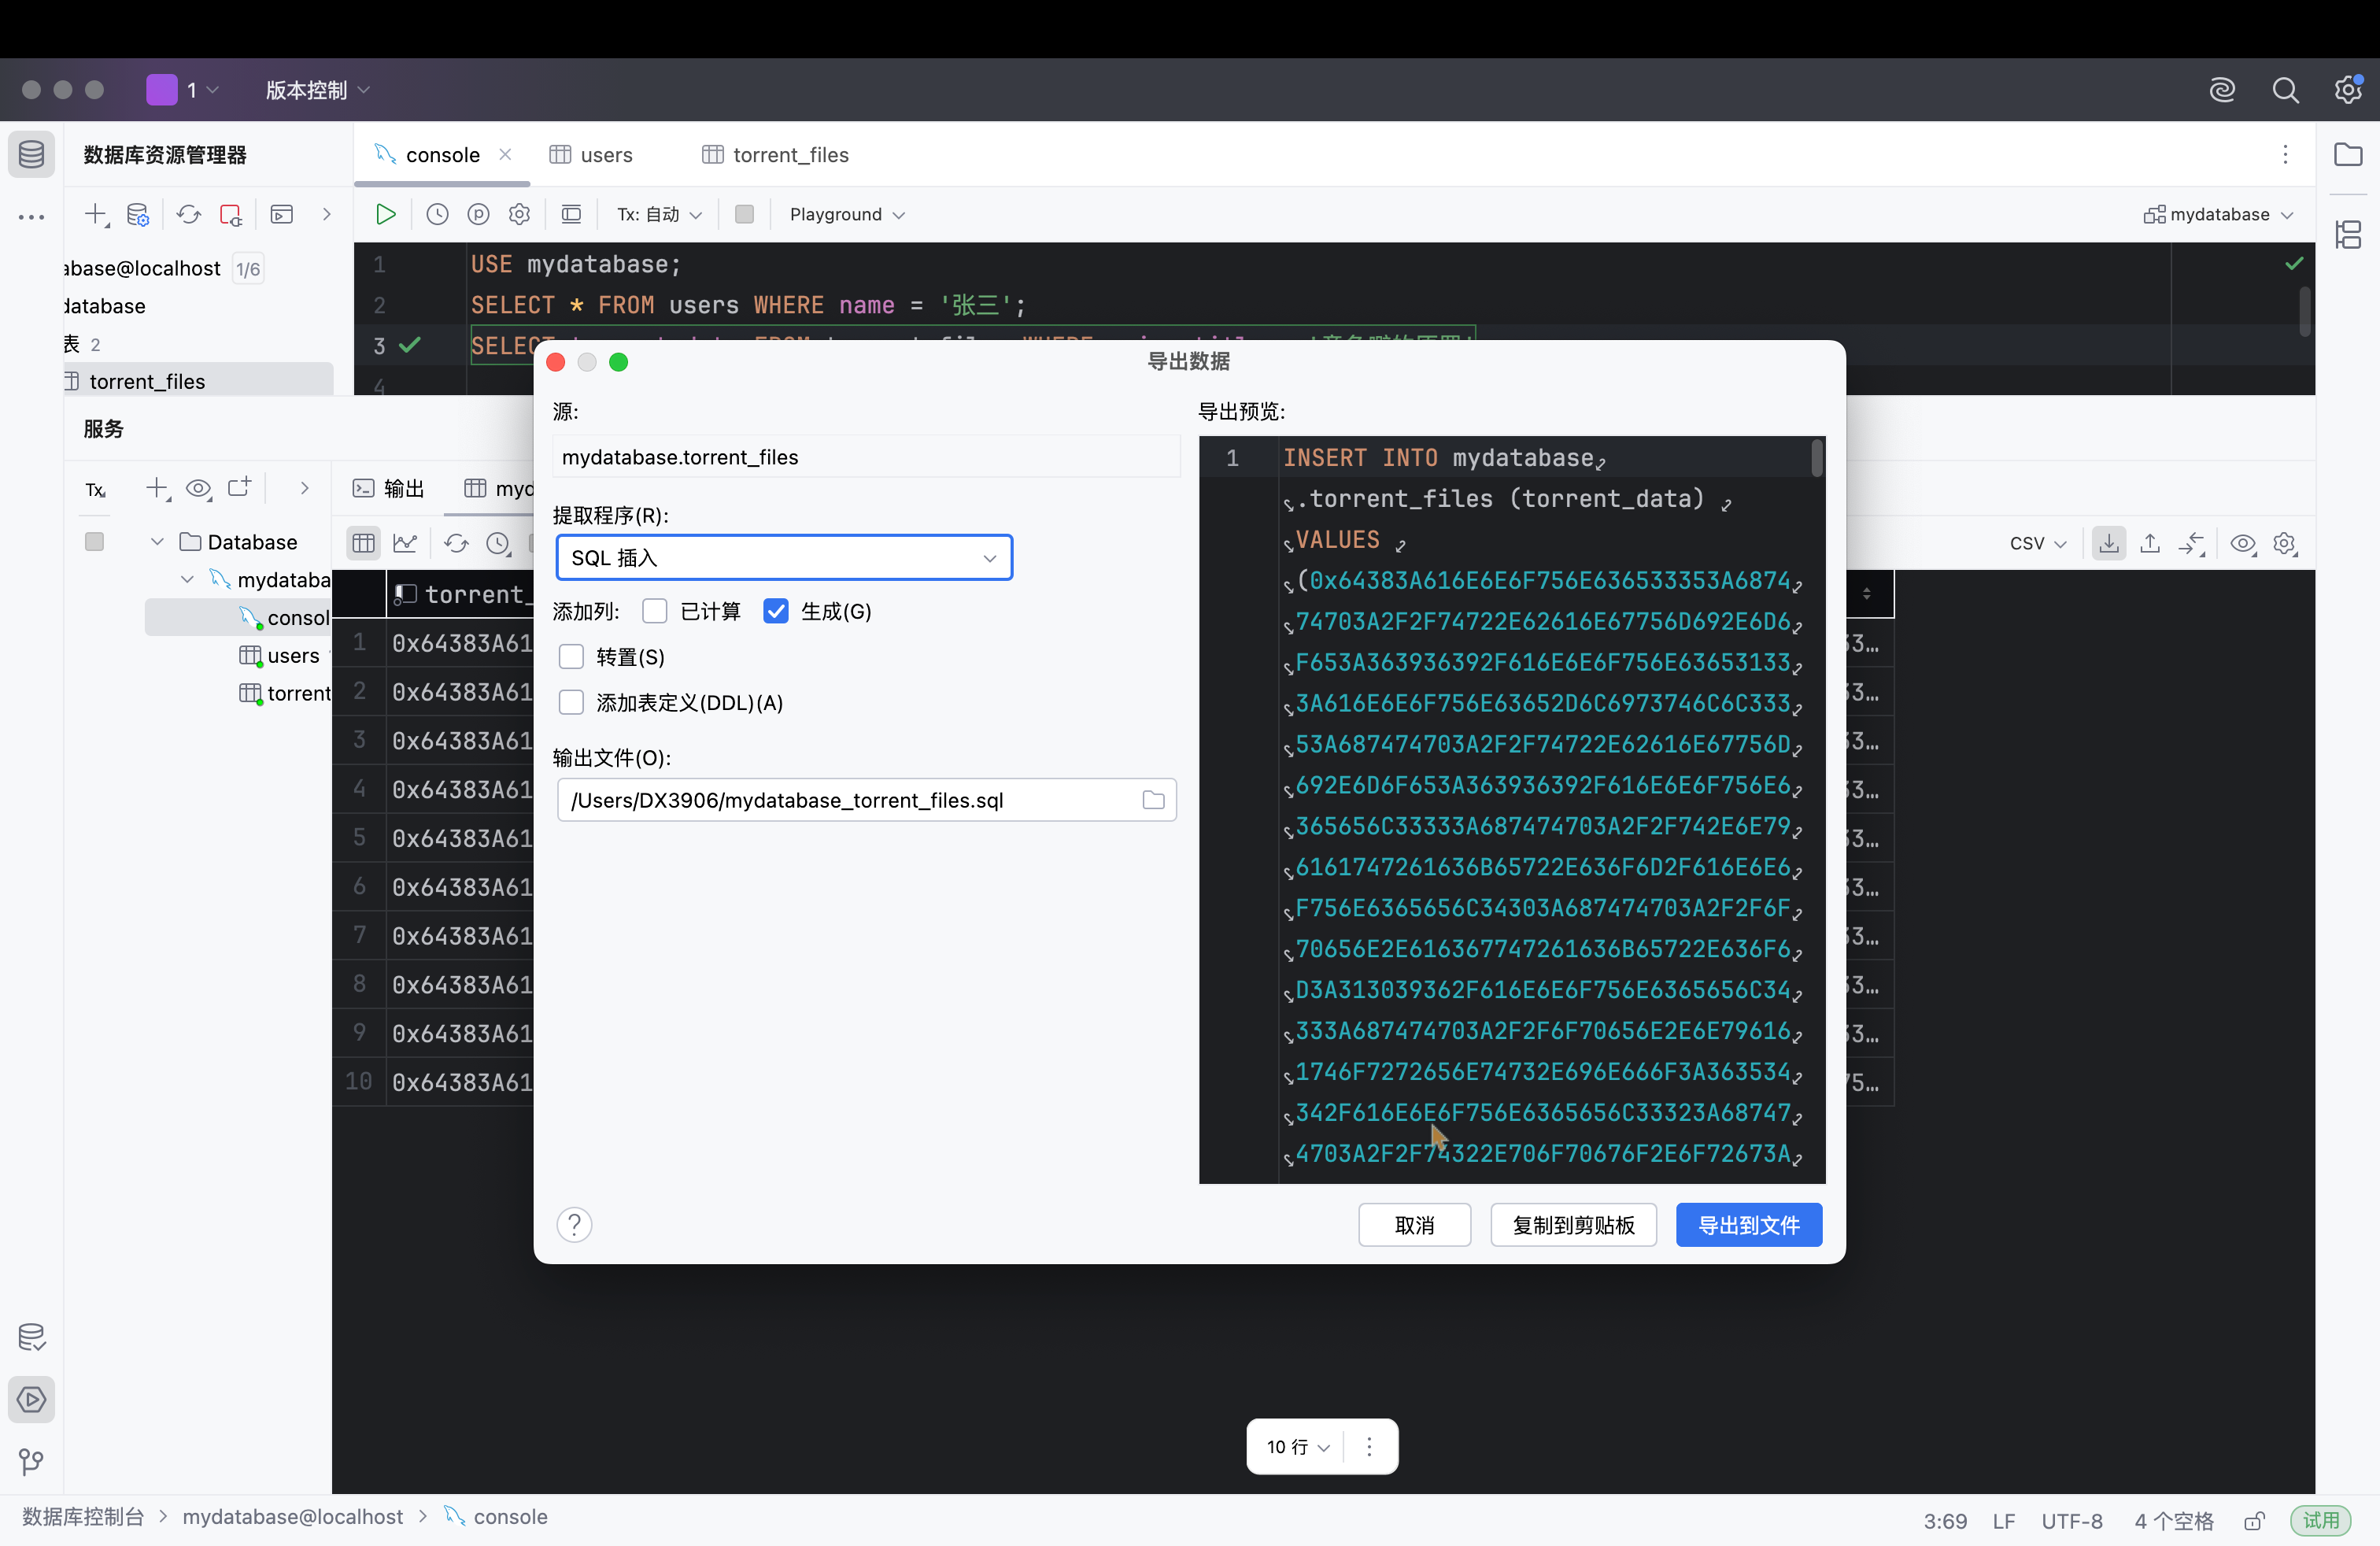 1
版本控制
数据库资源管理器
console
users
torrent_files
Tx: 自动
Playground
mydatabase
abase@localhost 1/6
database
表 2
torrent_files
1 USE mydatabase;
2 SELECT * FROM users WHERE name = '张三';
3 SELECT
4
服务
Tx
输出
Database
mydataba
consol
users
torrent
CSV
torrent_
1 0x64383A61
2 0x64383A61
3 0x64383A61
4 0x64383A61
5 0x64383A61
6 0x64383A61
7 0x64383A61
8 0x64383A61
9 0x64383A61
10 0x64383A61
导出数据
源:
mydatabase.torrent_files
提取程序(R):
SQL 插入
添加列: 已计算 生成(G)
转置(S)
添加表定义(DDL)(A)
输出文件(O):
/Users/DX3906/mydatabase_torrent_files.sql
导出预览:
1 INSERT INTO mydatabase
.torrent_files (torrent_data)
VALUES
(0x64383A616E6E6F756E636533353A6874
74703A2F2F74722E62616E67756D692E6D6
F653A363936392F616E6E6F756E63653133
3A616E6E6F756E63652D6C6973746C6C333
53A687474703A2F2F74722E62616E67756D
692E6D6F653A363936392F616E6E6F756E6
365656C33333A687474703A2F2F742E6E79
6161747261636B65722E636F6D2F616E6E6
F756E6365656C34303A687474703A2F2F6F
70656E2E616367747261636B65722E636F6
D3A313039362F616E6E6F756E6365656C34
333A687474703A2F2F6F70656E2E6E79616
1746F7272656E74732E696E666F3A363534
342F616E6E6F756E6365656C33323A68747
4703A2F2F74322E706F70676F2E6F72673A
?
取消
复制到剪贴板
导出到文件
10 行
数据库控制台
mydatabase@localhost
console
3:69
LF
UTF-8
4 个空格
试用